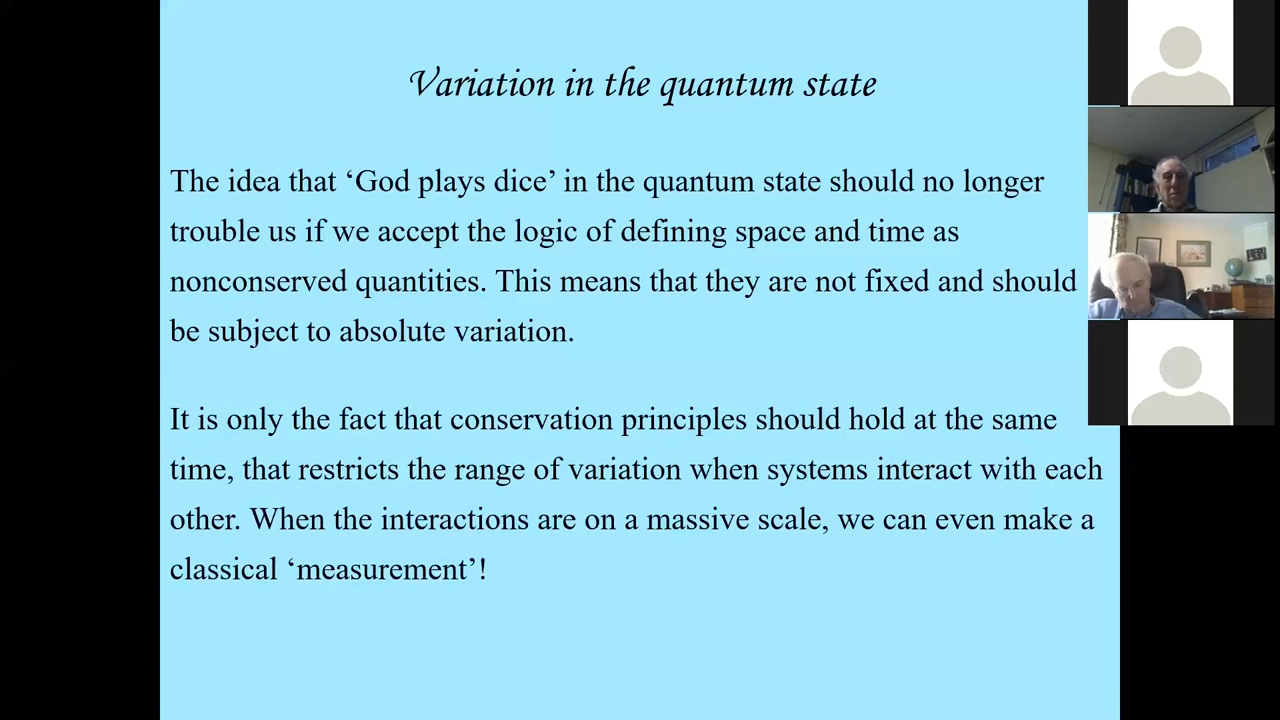 Variation in the quantum state
The idea that ‘God plays dice’ in the quantum state should no longer
trouble us if we accept the logic of defining space and time as
nonconserved quantities. This means that they are not fixed and should
be subject to absolute variation.
It is only the fact that conservation principles should hold at the same
time, that restricts the range of variation when systems interact with each
other. When the interactions are on a massive scale, we can even make a
classical ‘measurement’!